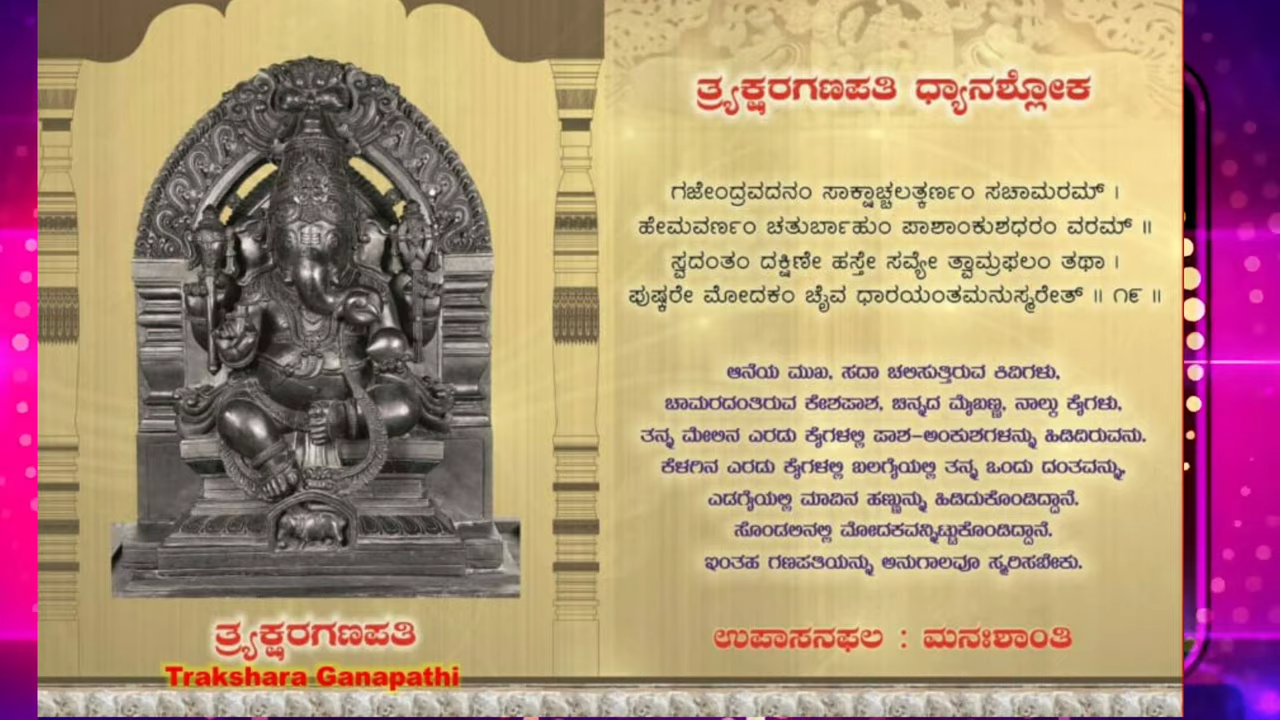 ತ್ರ್ಯಕ್ಷರಗಣಪತಿ ಧ್ಯಾನಶ್ಲೋಕ
ಗಜೇಂದ್ರವದನಂ ಸಾಕ್ಷಾಚ್ಚಲತ್ಕರ್ಣಂ ಸಚಾಮರಮ್ ।
ಹೇಮವರ್ಣಂ ಚತುರ್ಬಾಹುಂ ಪಾಶಾಂಕುಶಧರಂ ವರಮ್ ॥
ಸ್ವದಂತಂ ದಕ್ಷಿಣೇ ಹಸ್ತೇ ಸವ್ಯೇ ತ್ವಾಮ್ರಫಲಂ ತಥಾ ।
ಪುಷ್ಕರೇ ಮೋದಕಂ ಚೈವ ಧಾರಯಂತಮನುಸ್ಮರೇತ್ ॥ ೧೯ ॥
ಆನೆಯ ಮುಖ, ಸದಾ ಚಲಿಸುತ್ತಿರುವ ಕಿವಿಗಳು,
ಚಾಮರದಂತಿರುವ ಕೇಶಪಾಶ, ಚಿನ್ನದ ಮೈಬಣ್ಣ, ನಾಲ್ಕು ಕೈಗಳು,
ತನ್ನ ಮೇಲಿನ ಎರಡು ಕೈಗಳಲ್ಲಿ ಪಾಶ-ಅಂಕುಶಗಳನ್ನು ಹಿಡಿದಿರುವನು.
ಕೆಳಗಿನ ಎರಡು ಕೈಗಳಲ್ಲಿ ಬಲಗೈಯಲ್ಲಿ ತನ್ನ ಒಂದು ದಂತವನ್ನು,
ಎಡಗೈಯಲ್ಲಿ ಮಾವಿನ ಹಣ್ಣನ್ನು ಹಿಡಿದುಕೊಂಡಿದ್ದಾನೆ.
ಸೊಂಡಲಿನಲ್ಲಿ ಮೋದಕವನ್ನಿಟ್ಟುಕೊಂಡಿದ್ದಾನೆ.
ಇಂತಹ ಗಣಪತಿಯನ್ನು ಅನುಗಾಲವೂ ಸ್ಮರಿಸಬೇಕು.
ಉಪಾಸನಫಲ : ಮನಃಶಾಂತಿ
ತ್ರ್ಯಕ್ಷರಗಣಪತಿ
Trakshara Ganapathi